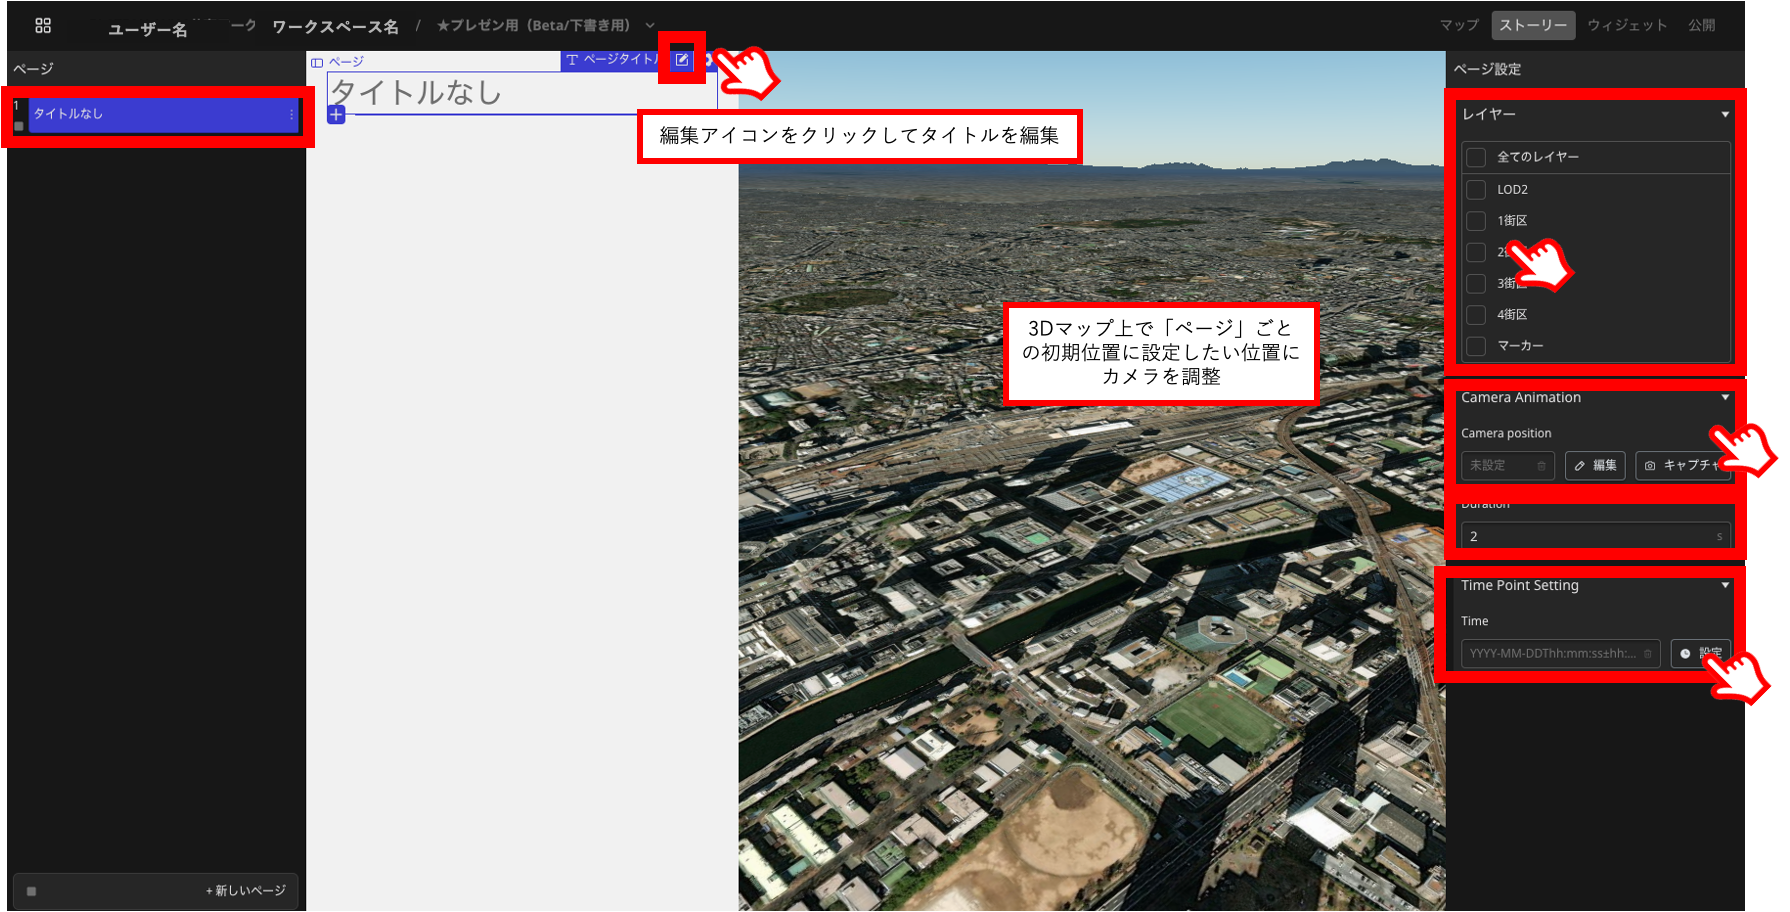 ユーザー名
ーク
ワークスペース名
/
★プレゼン用（Beta/下書き用）
マップ
ストーリー
ウィジェット
公開
ページ
1
タイトルなし
+ 新しいページ
ページ
ページタイトル
タイトルなし
編集アイコンをクリックしてタイトルを編集
3Dマップ上で「ページ」ごと
の初期位置に設定したい位置に
カメラを調整
ページ設定
レイヤー
全てのレイヤー
LOD2
1街区
2街
3街区
4街区
マーカー
Camera Animation
Camera position
未設定
編集
キャプチャ
Duration
2
s
Time Point Setting
Time
YYYY-MM-DDThh:mm:ss±hh:...
設定